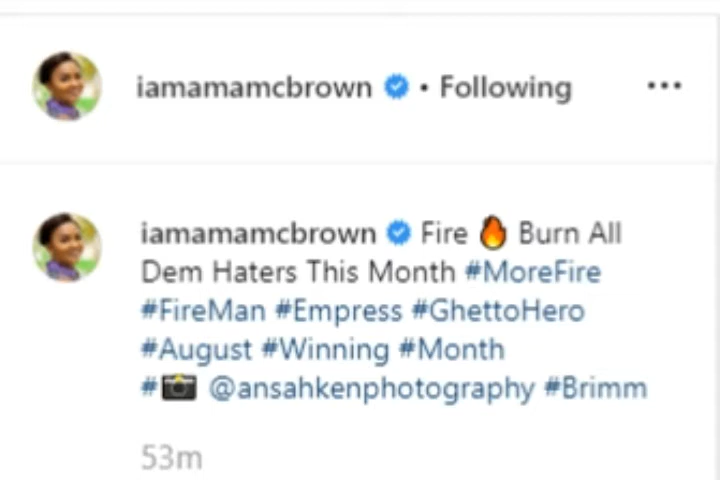 iamamamcbrown • Following
iamamamcbrown Fire 🔥 Burn All
Dem Haters This Month #MoreFire
#FireMan #Empress #GhettoHero
#August #Winning #Month
#📸 @ansahkenphotography #Brimm
53m